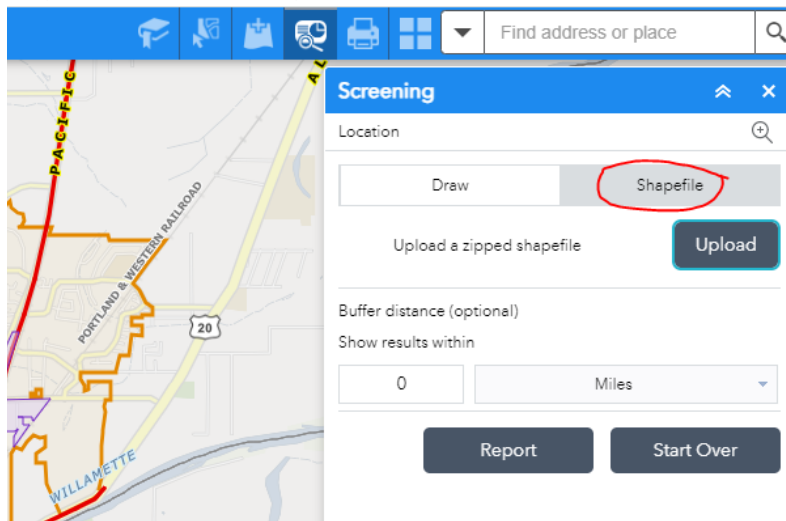 Find address or place
Screening
Location
Draw
Shapefile
Upload a zipped shapefile
Upload
Buffer distance (optional)
Show results within
0
Miles
Report
Start Over
P-A-C-I-F-I-C
A L
PORTLAND & WESTERN RAILROAD
20
WILLAMETTE